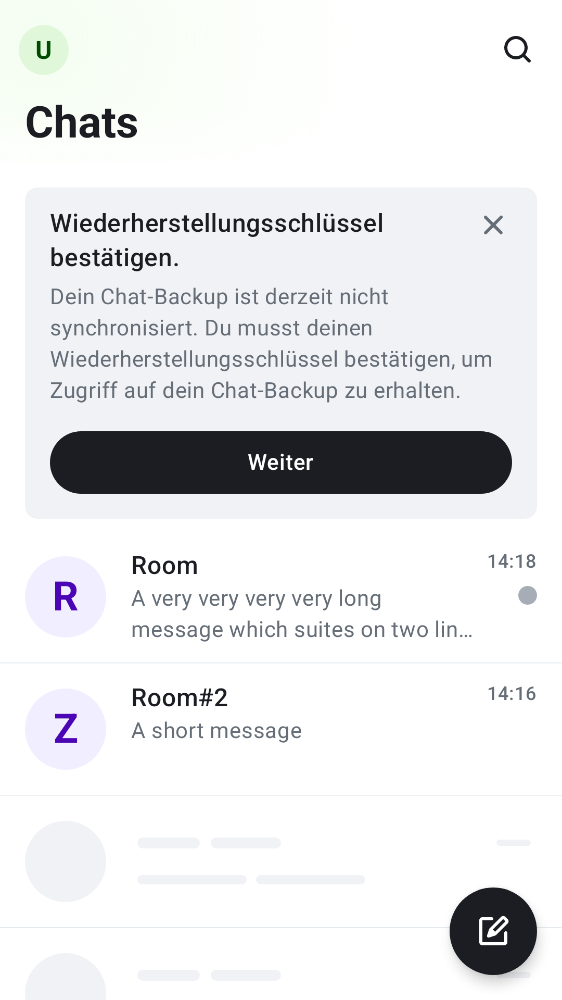 U
Chats
Wiederherstellungsschlüssel
bestätigen.
Dein Chat-Backup ist derzeit nicht
synchronisiert. Du musst deinen
Wiederherstellungsschlüssel bestätigen, um
Zugriff auf dein Chat-Backup zu erhalten.
Weiter
R
Room
14:18
A very very very very long
message which suites on two lin…
Z
Room#2
14:16
A short message